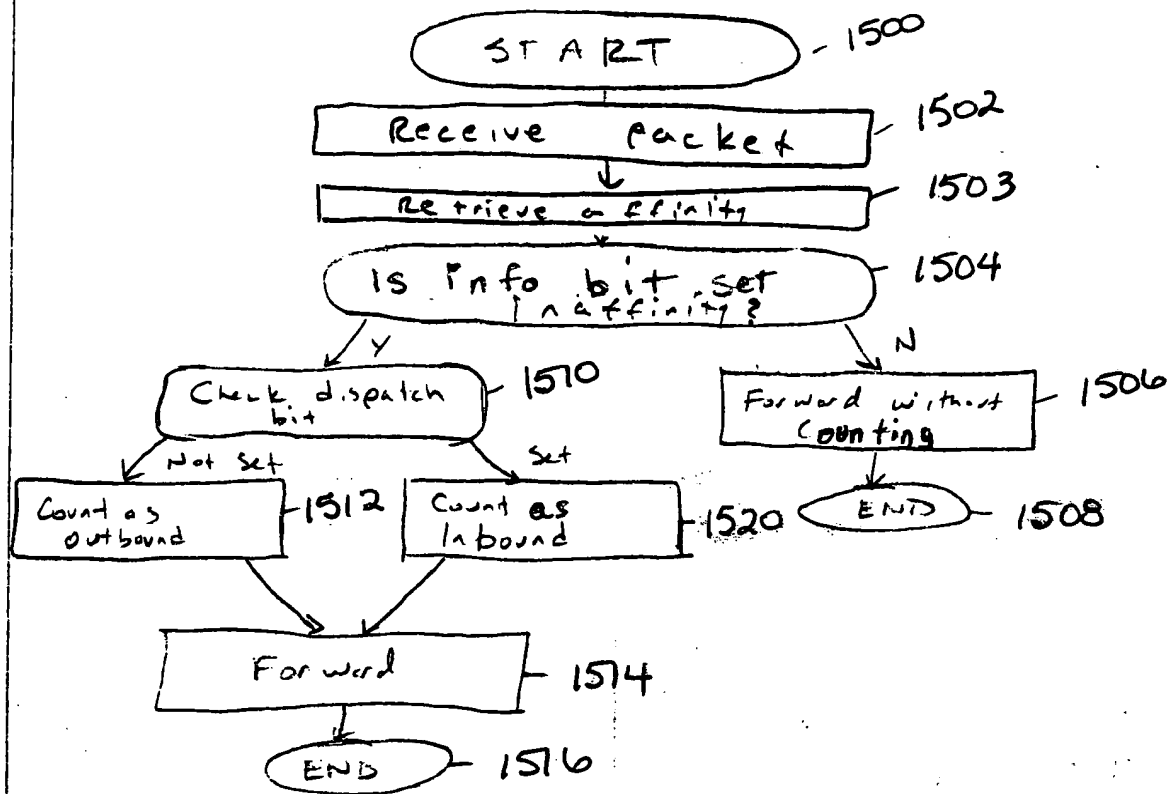 START
1500
Receive packet
1502
Retrieve affinity
1503
Is info bit set
in affinity?
1504
Y
N
Check dispatch
bit
1510
Forward without
Counting
1506
Not Set
Set
Count as
outbound
1512
Count as
Inbound
1520
END
1508
Forward
1514
END
1516